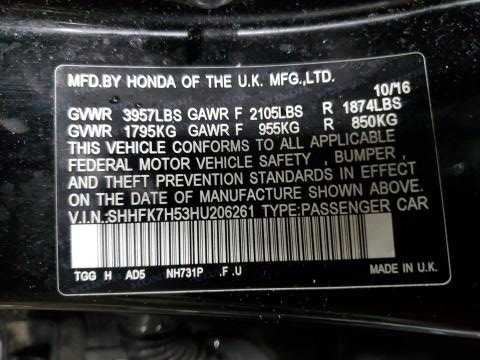 MFD.BY HONDA OF THE U.K. MFG.,LTD.
10/16
GVWR 3957LBS GAWR F 2105LBS R 1874LBS
GVWR 1795KG GAWR F 955KG R 850KG
THIS VEHICLE CONFORMS TO ALL APPLICABLE
FEDERAL MOTOR VEHICLE SAFETY , BUMPER ,
AND THEFT PREVENTION STANDARDS IN EFFECT
ON THE DATE OF MANUFACTURE SHOWN ABOVE.
V.I.N:SHHFK7H53HU206261 TYPE:PASSENGER CAR
TGG H AD5 NH731P .F .U
MADE IN U.K.